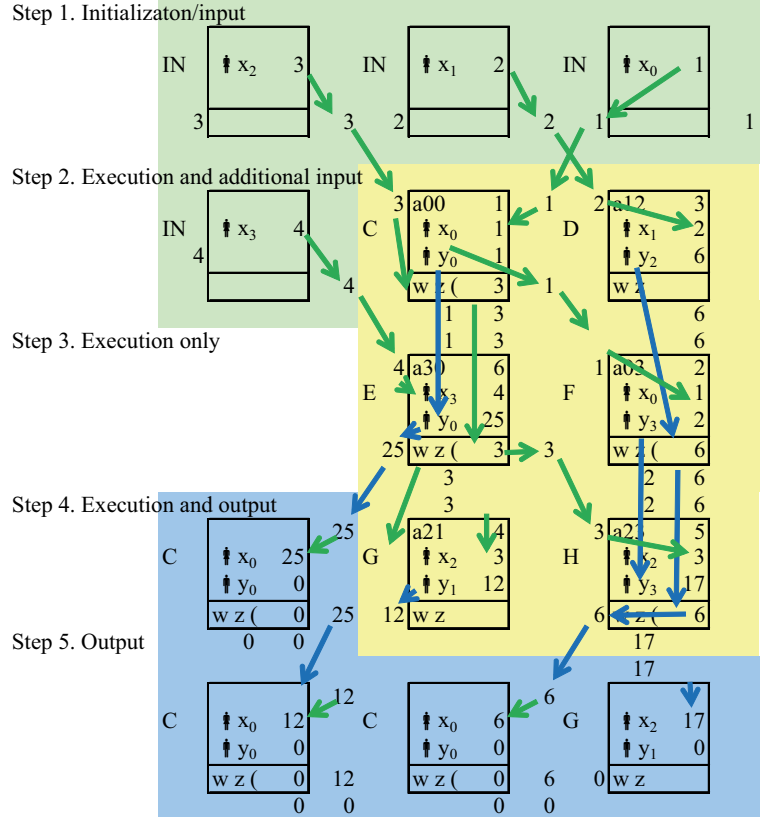 Step 1. Initializaton/input
IN x2 3 IN x1 2 IN x0 1
3 3 2 2 1 1
Step 2. Execution and additional input
3 a00 1 1 2 a12 3
IN x3 4 C x0 1 D x1 2
4 y0 1 y2 6
4 w z ( 3 1 w z
1 3 6
1 3 6
Step 3. Execution only
4 a30 6 1 a03 2
E x3 4 F x0 1
y0 25 y3 2
25 w z ( 3 3 w z ( 6
3 2 6
3 2 6
Step 4. Execution and output
25 a21 4 3 a23 5
C x0 25 G x2 3 H x2 3
y0 0 y1 12 y3 17
w z ( 0 25 12 w z 6 w z ( 6
0 0 17
Step 5. Output
17
12 6
C x0 12 C x0 6 G x2 17
y0 0 y0 0 y1 0
w z ( 0 12 w z ( 0 6 0 w z
0 0 0 0